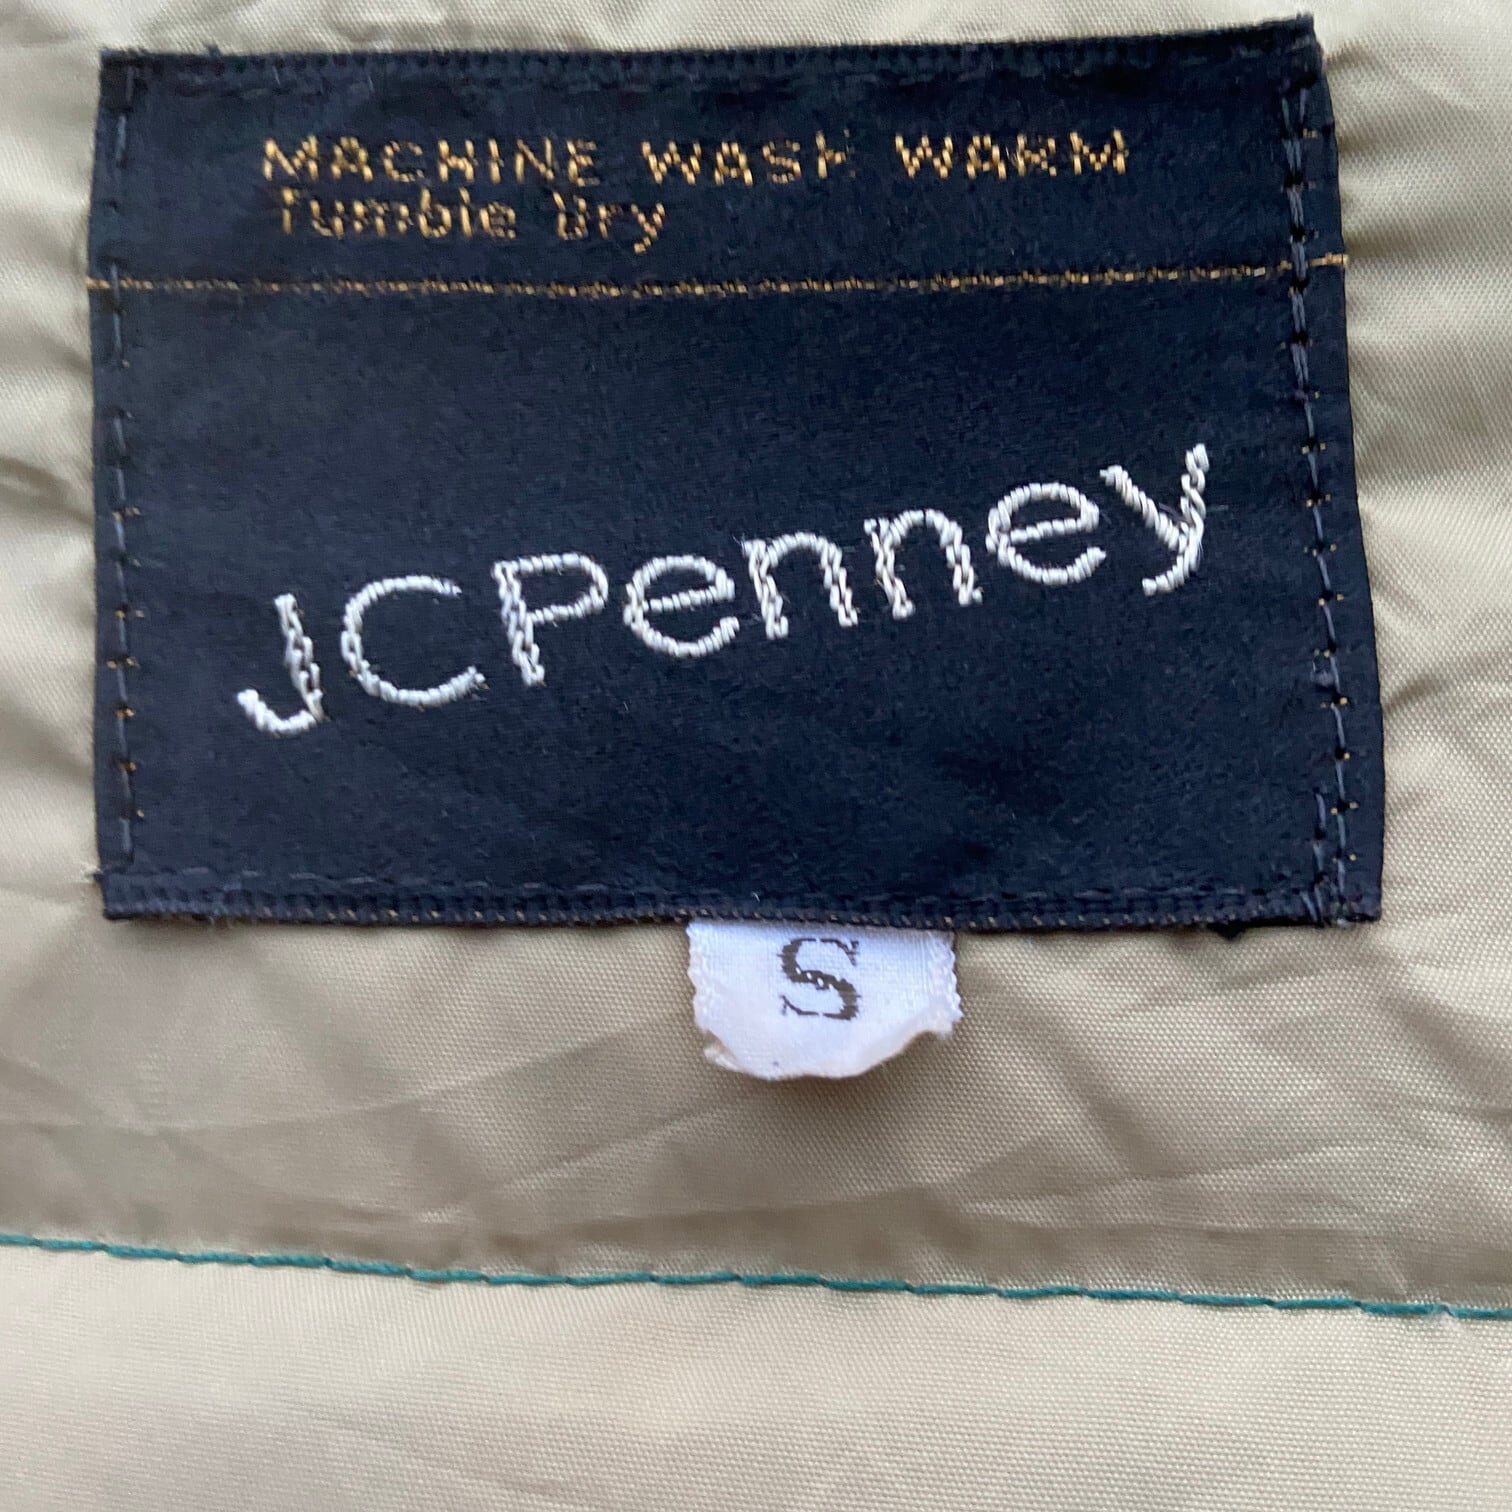 MACHINE WASH WARM
Tumble Dry
JCPenney
S